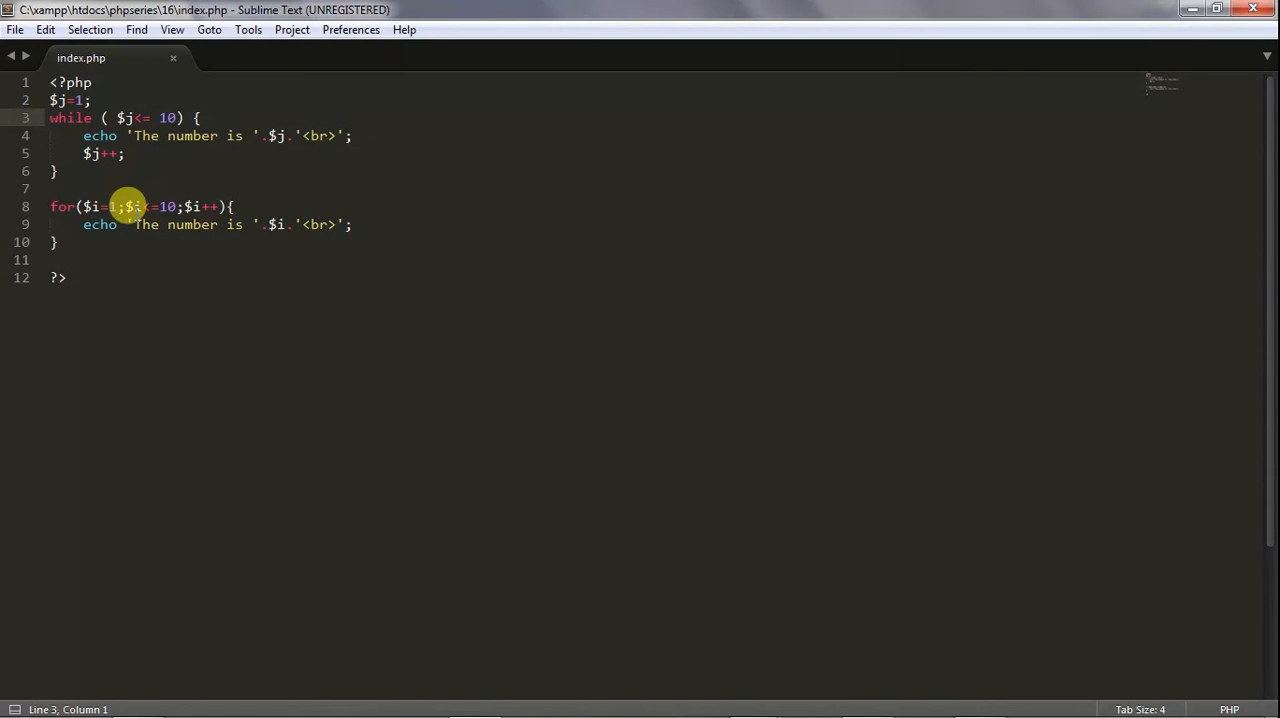 C:\xampp\htdocs\phpseries\16\index.php - Sublime Text (UNREGISTERED)
File Edit Selection Find View Goto Tools Project Preferences Help
index.php
1 <?php
2 $j=1;
3 while ( $j<= 10) {
4 echo 'The number is '.$j.'<br>';
5 $j++;
6 }
7
8 for($i=1;$i<=10;$i++){
9 echo 'The number is '.$i.'<br>';
10 }
11
12 ?>
Line 3, Column 1 Tab Size: 4 PHP